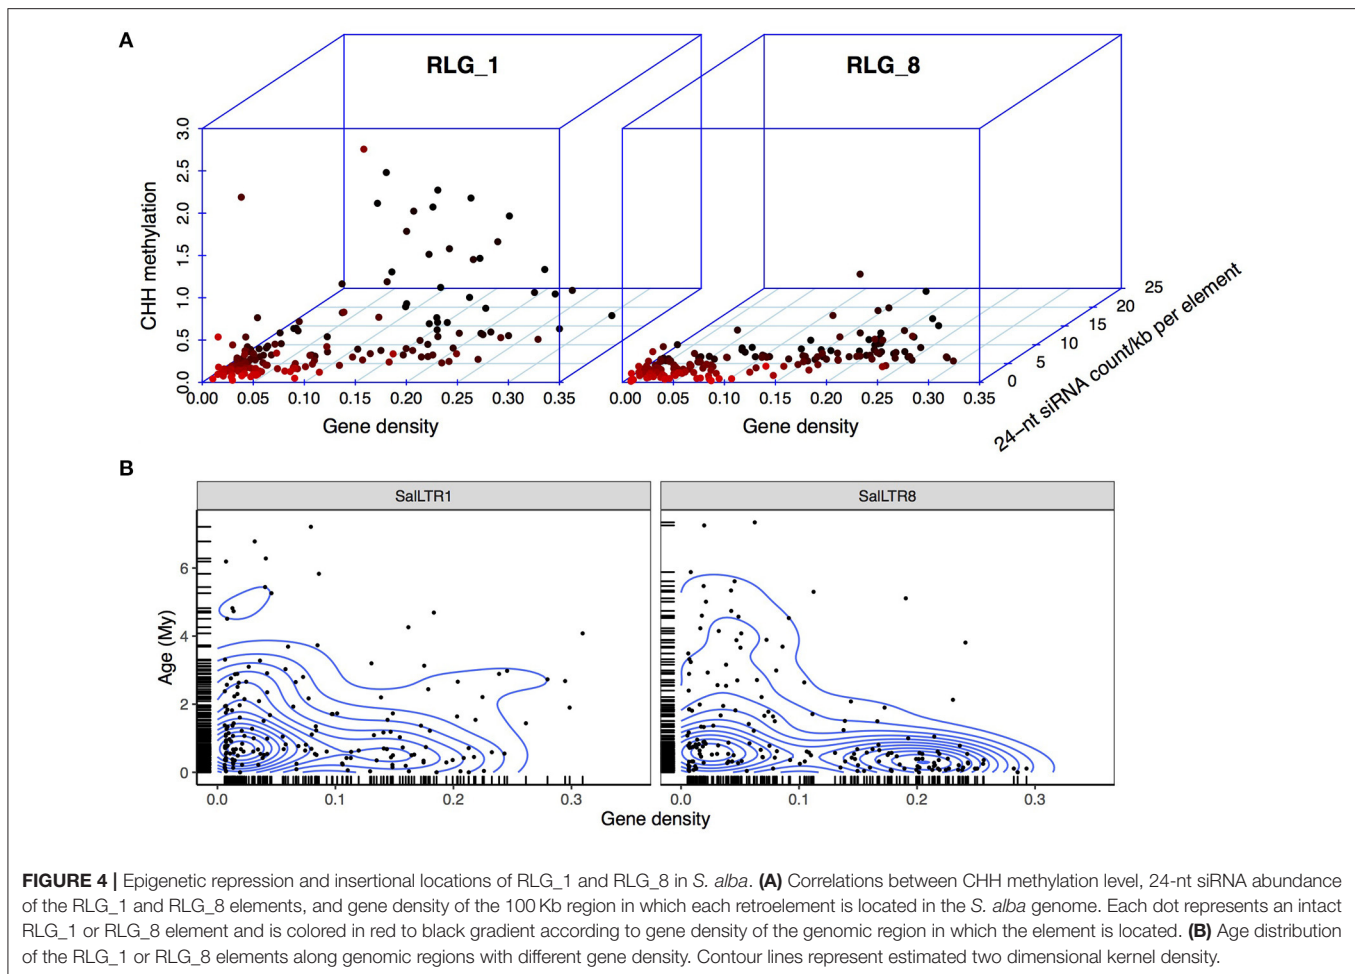 A
RLG_1
RLG_8
CHH methylation
3.0
2.5
2.0
1.5
1.0
0.5
0.0
0.00 0.05 0.10 0.15 0.20 0.25 0.30 0.35
0.00 0.05 0.10 0.15 0.20 0.25 0.30 0.35
Gene density
Gene density
0
5
10
15
20
25
24–nt siRNA count/kb per element
B
SalLTR1
SalLTR8
Age (My)
6
4
2
0
0.0 0.1 0.2 0.3
0.0 0.1 0.2 0.3
Gene density
FIGURE 4 | Epigenetic repression and insertional locations of RLG_1 and RLG_8 in S. alba. (A) Correlations between CHH methylation level, 24-nt siRNA abundance
of the RLG_1 and RLG_8 elements, and gene density of the 100 Kb region in which each retroelement is located in the S. alba genome. Each dot represents an intact
RLG_1 or RLG_8 element and is colored in red to black gradient according to gene density of the genomic region in which the element is located. (B) Age distribution
of the RLG_1 or RLG_8 elements along genomic regions with different gene density. Contour lines represent estimated two dimensional kernel density.